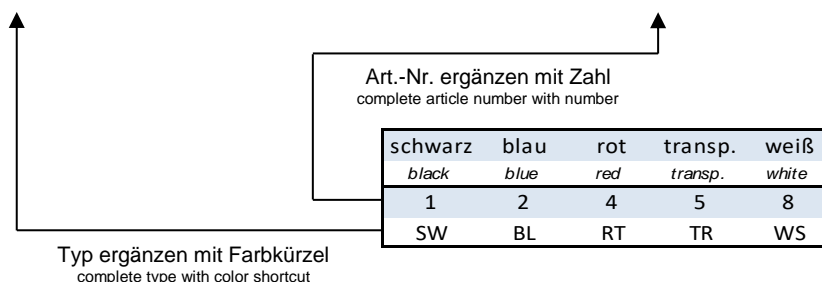 Art.-Nr. ergänzen mit Zahl
complete article number with number
schwarz blau rot transp. weiß
black blue red transp. white
1 2 4 5 8
SW BL RT TR WS
Typ ergänzen mit Farbkürzel
complete type with color shortcut